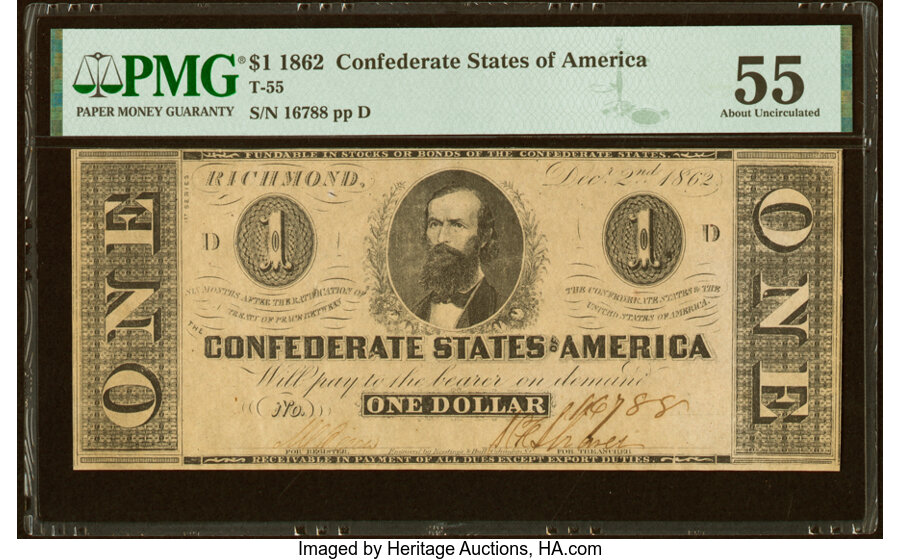 PMG® $1 1862 Confederate States of America
T-55
PAPER MONEY GUARANTY S/N 16788 pp D
55
About Uncirculated
FUNDABLE IN STOCKS OR BONDS OF THE CONFEDERATE STATES.
RICHMOND, Decr. 2nd 1862
1ST SERIES
ONE
D 1
1 D
ONE
SIX MONTHS AFTER THE RATIFICATION OF A
TREATY OF PEACE BETWEEN
THE CONFEDERATE STATES & THE
UNITED STATES OF AMERICA.
THE
CONFEDERATE STATES OF AMERICA
Will pay to the bearer on demand
No. ONE DOLLAR 16788
FOR REGISTER. FOR TREASURER
RECEIVABLE IN PAYMENT OF ALL DUES EXCEPT EXPORT DUTIES.
Imaged by Heritage Auctions, HA.com